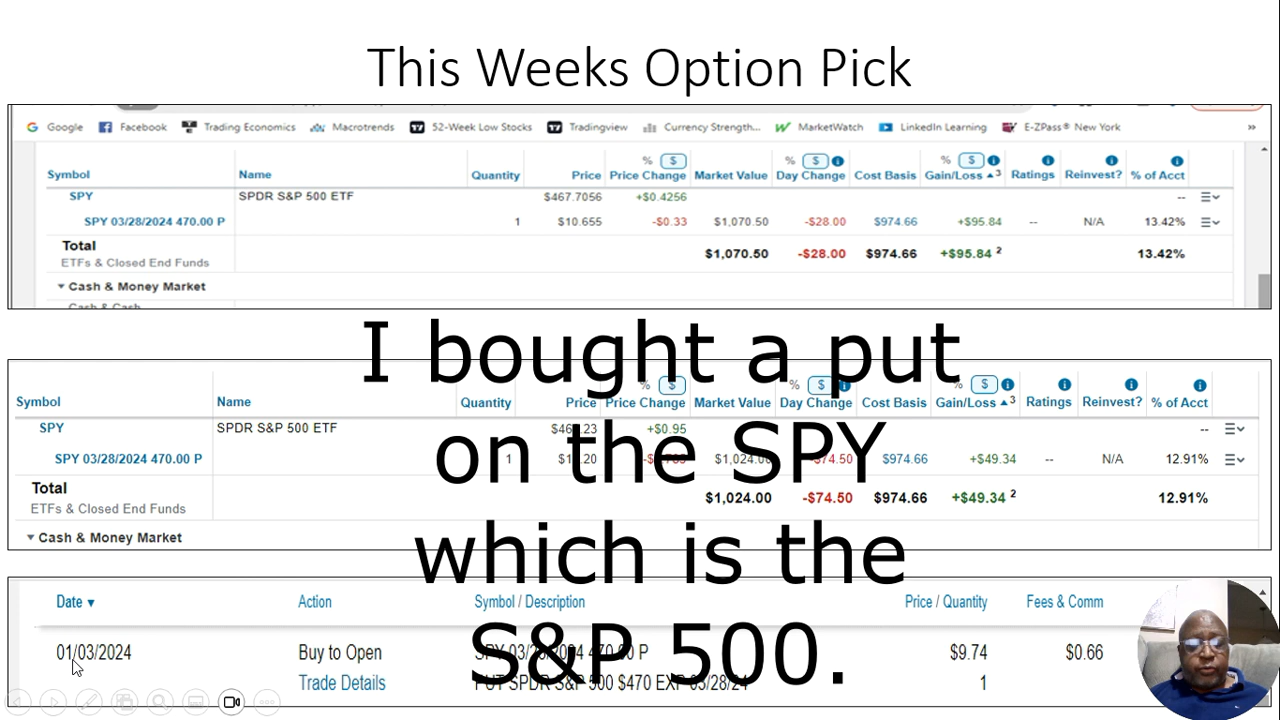 This Weeks Option Pick
Google Facebook Trading Economics Macrotrends 52-Week Low Stocks Tradingview Currency Strength... MarketWatch LinkedIn Learning E-ZPass® New York »
% $ % $ % $
Symbol Name Quantity Price Price Change Market Value Day Change Cost Basis Gain/Loss ▲3 Ratings Reinvest? % of Acct
SPY SPDR S&P 500 ETF $467.7056 +$0.4256 --
SPY 03/28/2024 470.00 P 1 $10.655 -$0.33 $1,070.50 -$28.00 $974.66 +$95.84 -- N/A 13.42%
Total $1,070.50 -$28.00 $974.66 +$95.84 2 13.42%
ETFs & Closed End Funds
Cash & Money Market
I bought a put
on the SPY
which is the
S&P 500.
% $ % $ % $
Symbol Name Quantity Price Price Change Market Value Day Change Cost Basis Gain/Loss ▲3 Ratings Reinvest? % of Acct
SPY SPDR S&P 500 ETF +$0.95 --
SPY 03/28/2024 470.00 P 1 $974.66 +$49.34 -- N/A 12.91%
Total $1,024.00 -$74.50 $974.66 +$49.34 2 12.91%
ETFs & Closed End Funds
Cash & Money Market
Date ▼ Action Symbol / Description Price / Quantity Fees & Comm
01/03/2024 Buy to Open $9.74 $0.66
Trade Details 1